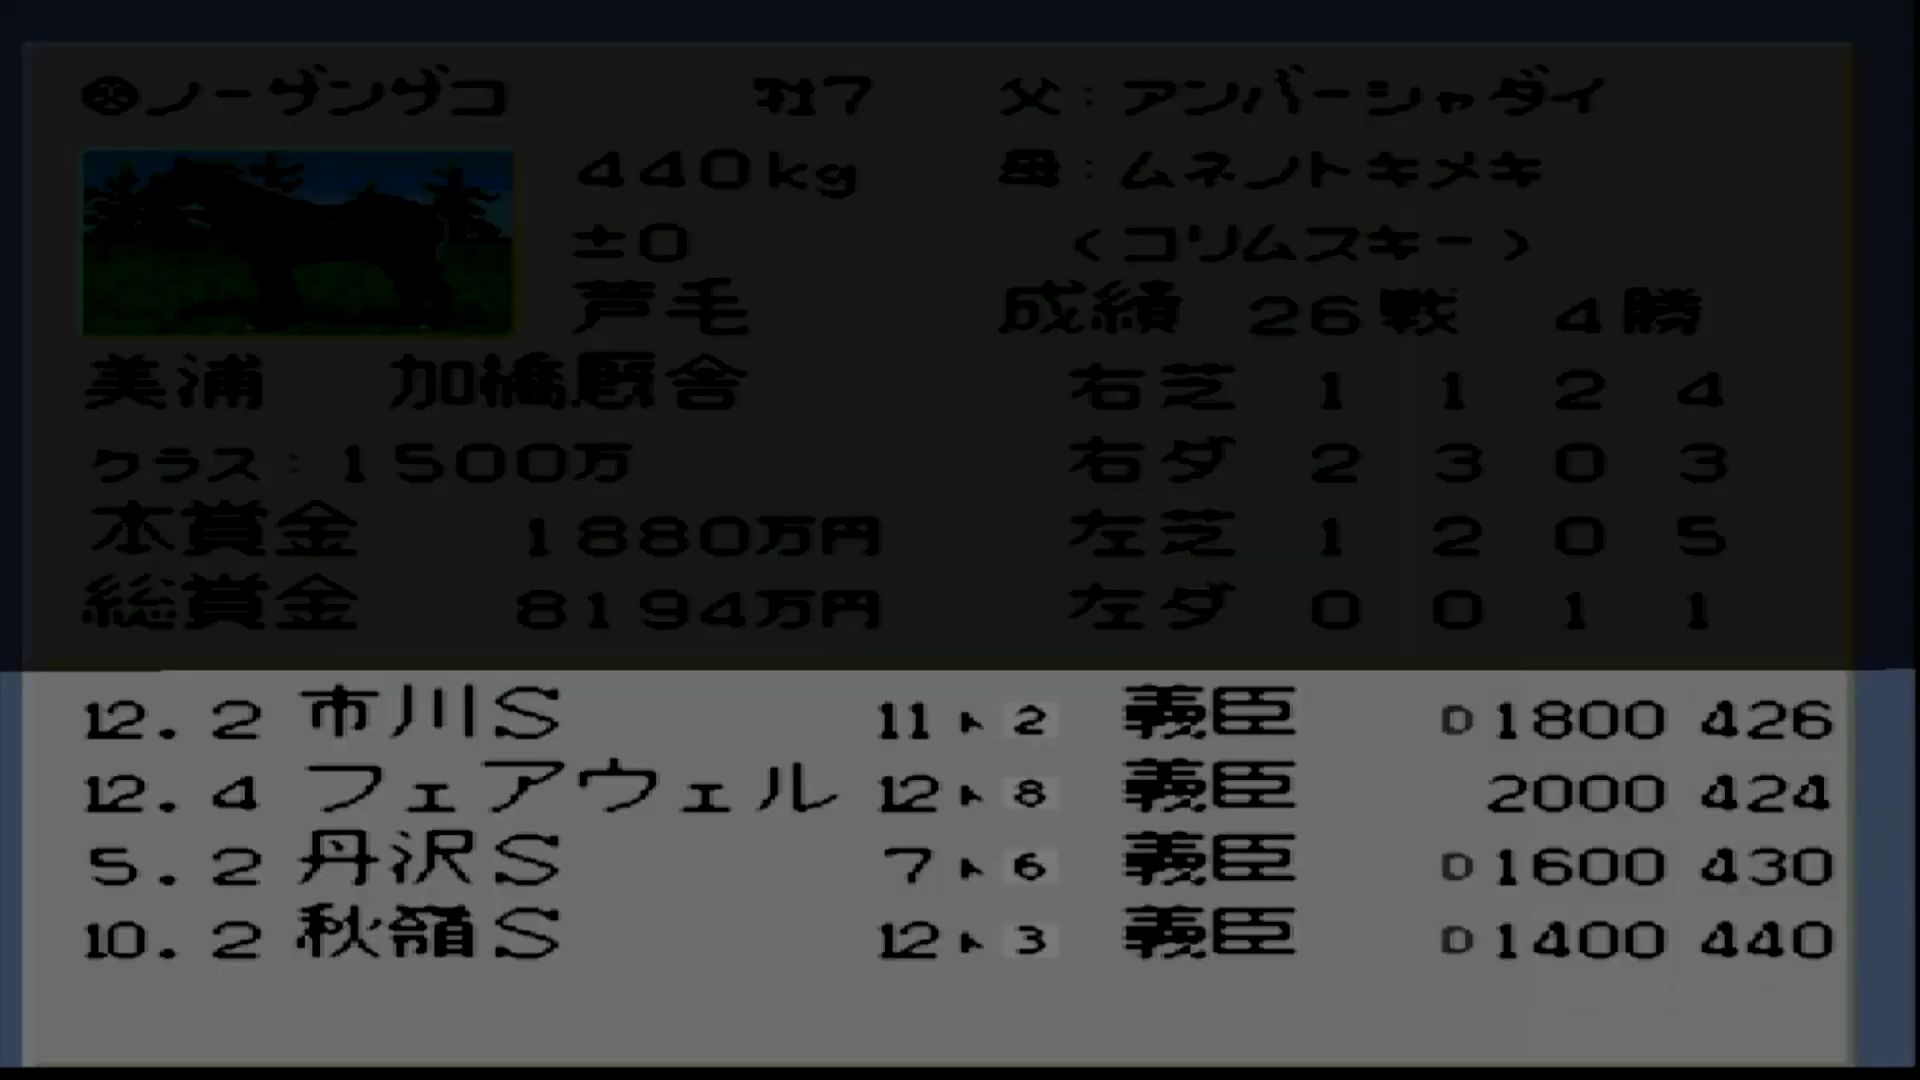 ノーザンザコ 牡7 父:アンバーシャダイ
440kg 母:ムネノトキメキ
±0 (コリムスキー)
芦毛 成績 26戦 4勝
美浦 加橋厩舎 右芝 1 1 2 4
クラス:1500万 右ダ 2 3 0 3
本賞金 1880万円 左芝 1 2 0 5
総賞金 8194万円 左ダ 0 0 1 1
12. 2 市川S 11ト 2 義臣 D1800 426
12. 4 フェアウェル 12ト 8 義臣 2000 424
5. 2 丹沢S 7ト 6 義臣 D1600 430
10. 2 秋嶺S 12ト 3 義臣 D1400 440